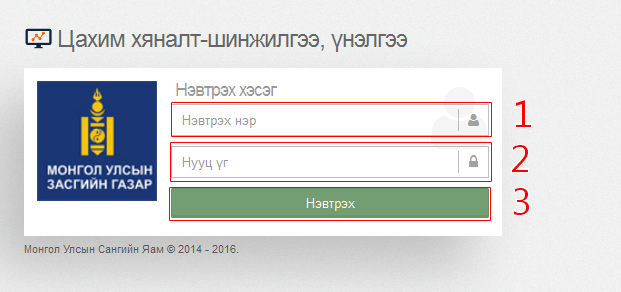 Цахим хяналт-шинжилгээ, үнэлгээ
Нэвтрэх хэсэг
Нэвтрэх нэр
1
МОНГОЛ УЛСЫН
ЗАСГИЙН ГАЗАР
Нууц үг
2
Нэвтрэх
3
Монгол Улсын Сангийн Яам © 2014 - 2016.